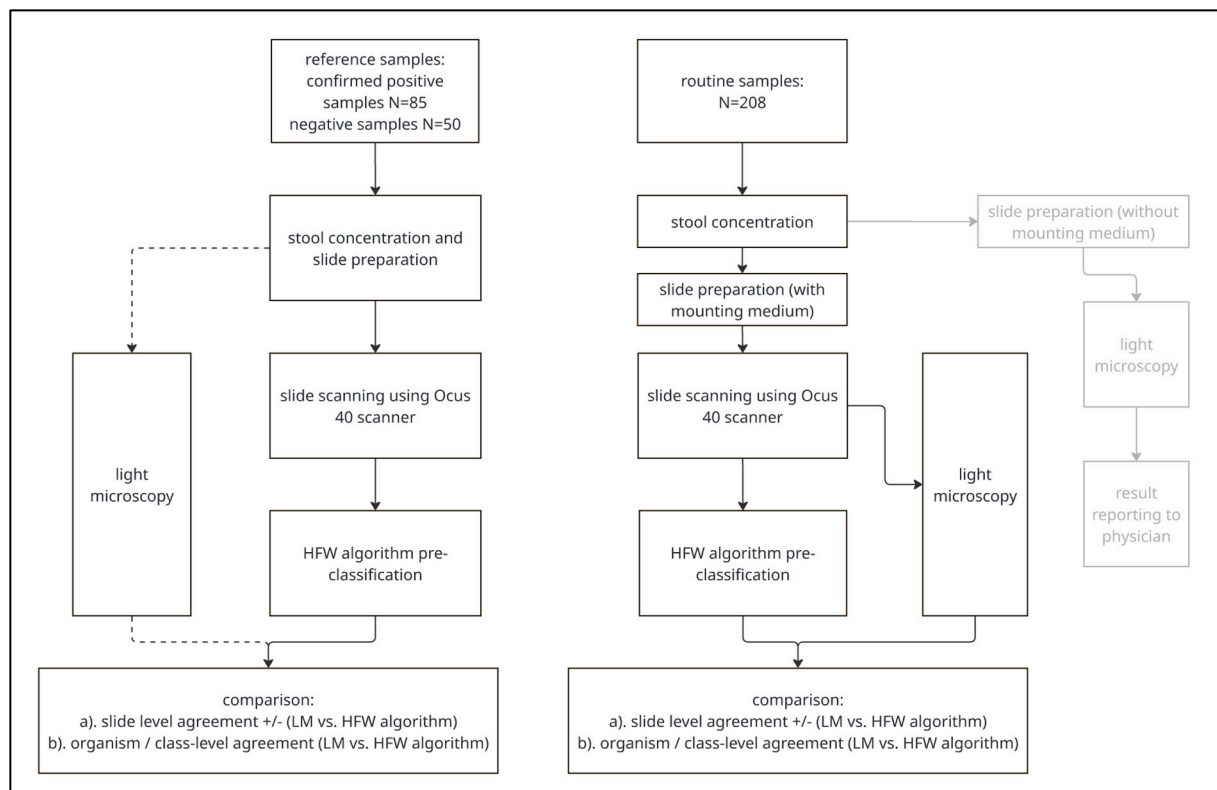 reference samples:
confirmed positive
samples N=85
negative samples N=50
stool concentration and
slide preparation
light
microscopy
slide scanning using Ocus
40 scanner
HFW algorithm pre-
classification
comparison:
a). slide level agreement +/- (LM vs. HFW algorithm)
b). organism / class-level agreement (LM vs. HFW algorithm)
routine samples:
N=208
stool concentration
slide preparation (with
mounting medium)
slide scanning using Ocus
40 scanner
HFW algorithm pre-
classification
light
microscopy
comparison:
a). slide level agreement +/- (LM vs. HFW algorithm)
b). organism / class-level agreement (LM vs. HFW algorithm)
slide preparation (without
mounting medium)
light
microscopy
result
reporting to
physician